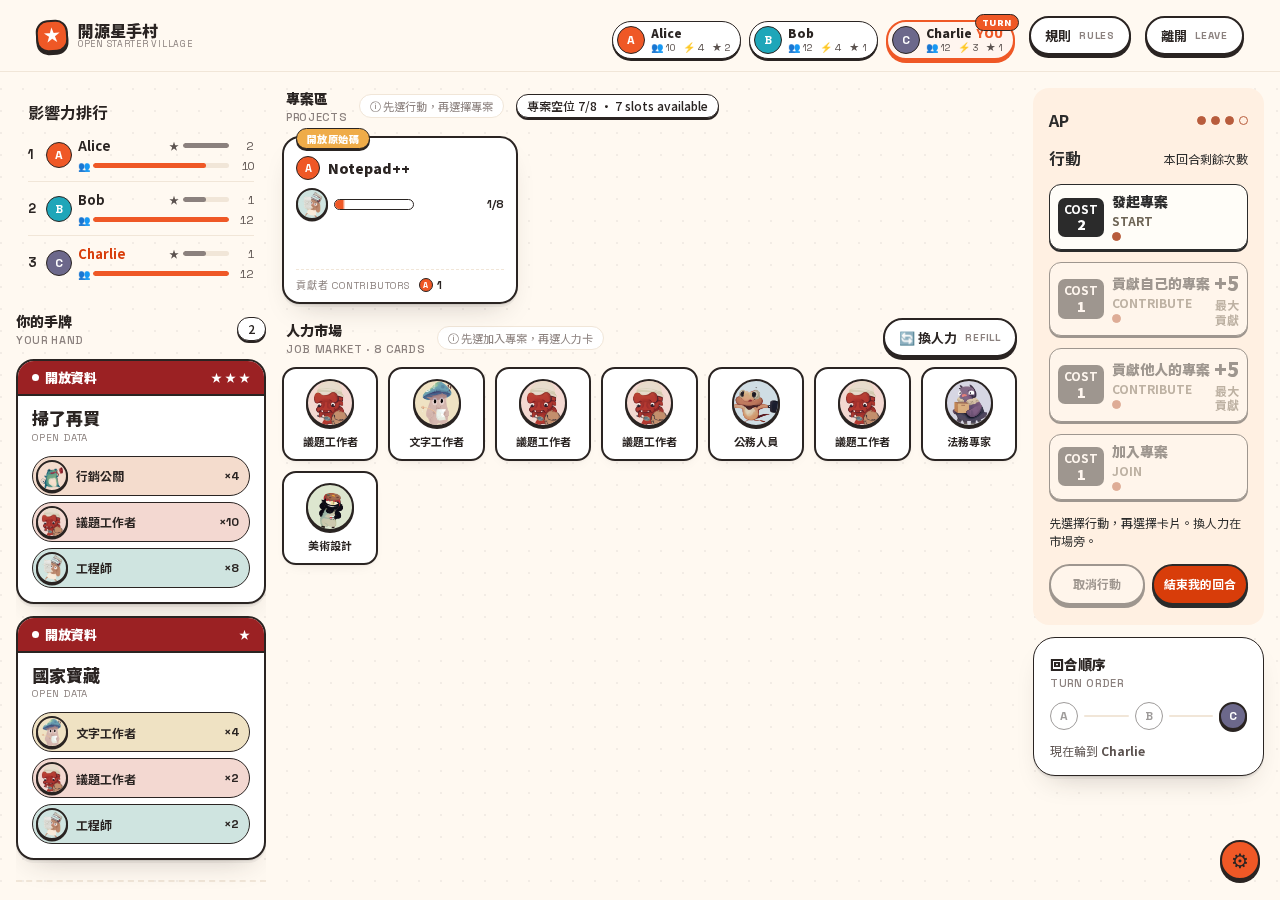 開源星手村
OPEN STARTER VILLAGE
A Alice
👥 10 ⚡ 4 ★ 2
B Bob
👥 12 ⚡ 4 ★ 1
TURN
C Charlie YOU
👥 12 ⚡ 3 ★ 1
規則 RULES
離開 LEAVE
影響力排行
1 A Alice ★ 2
👥 10
2 B Bob ★ 1
👥 12
3 C Charlie ★ 1
👥 12
你的手牌
YOUR HAND
2
開放資料 ★★★
掃了再買
OPEN DATA
行銷公關 ×4
議題工作者 ×10
工程師 ×8
開放資料 ★
國家寶藏
OPEN DATA
文字工作者 ×4
議題工作者 ×2
工程師 ×2
專案區
PROJECTS
ⓘ 先選行動，再選擇專案
專案空位 7/8 • 7 slots available
開放原始碼
A Notepad++
1/8
貢獻者 CONTRIBUTORS A 1
人力市場
JOB MARKET · 8 CARDS
ⓘ 先選加入專案，再選人力卡
🔄 換人力 REFILL
議題工作者
文字工作者
議題工作者
議題工作者
公務人員
議題工作者
法務專家
美術設計
AP
行動 本回合剩餘次數
COST 2
發起專案
START
COST 1
貢獻自己的專案
CONTRIBUTE
+5
最大貢獻
COST 1
貢獻他人的專案
CONTRIBUTE
+5
最大貢獻
COST 1
加入專案
JOIN
先選擇行動，再選擇卡片。換人力在
市場旁。
取消行動
結束我的回合
回合順序
TURN ORDER
A B C
現在輪到 Charlie